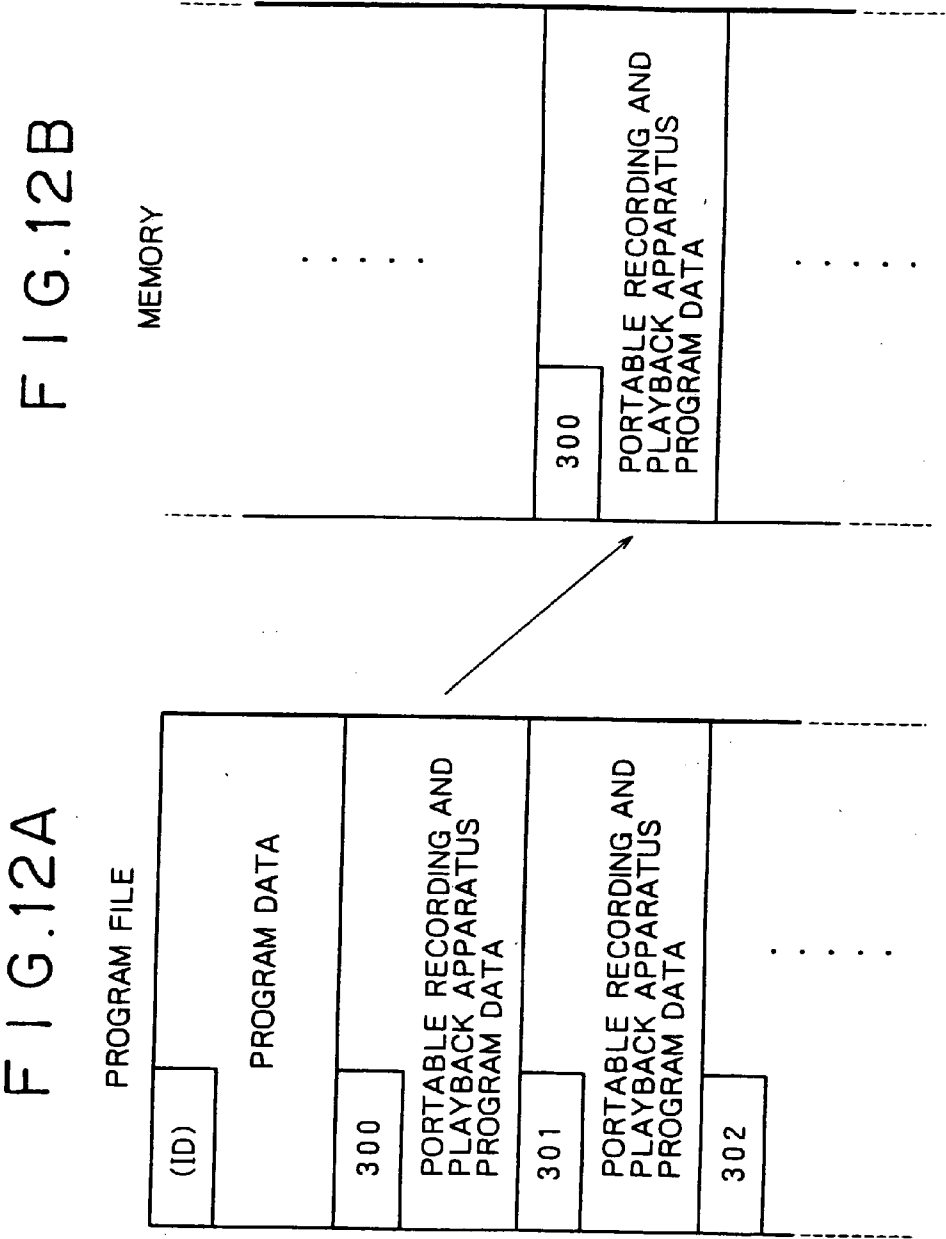 FIG.12A
PROGRAM FILE
(ID)
PROGRAM DATA
300
PORTABLE RECORDING AND
PLAYBACK APPARATUS
PROGRAM DATA
301
PORTABLE RECORDING AND
PLAYBACK APPARATUS
PROGRAM DATA
302
.....
FIG.12B
MEMORY
.....
300
PORTABLE RECORDING AND
PLAYBACK APPARATUS
PROGRAM DATA
.....